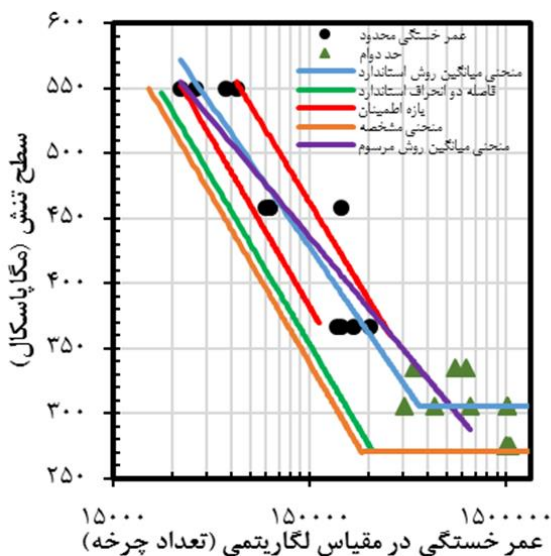 ۶۰۰
۵۵۰
۵۰۰
۴۵۰
۴۰۰
۳۵۰
۳۰۰
۲۵۰
سطح تنش (مگاپاسکال)
عمر خستگی محدود
حد دوام
منحنی میانگین روش استاندارد
فاصله دو انحراف استاندارد
بازه اطمینان
منحنی مشخصه
منحنی میانگین روش مرسوم
۱۵۰۰۰
۱۵۰۰۰۰
۱۵۰۰۰۰۰
عمر خستگی در مقیاس لگاریتمی (تعداد چرخه)